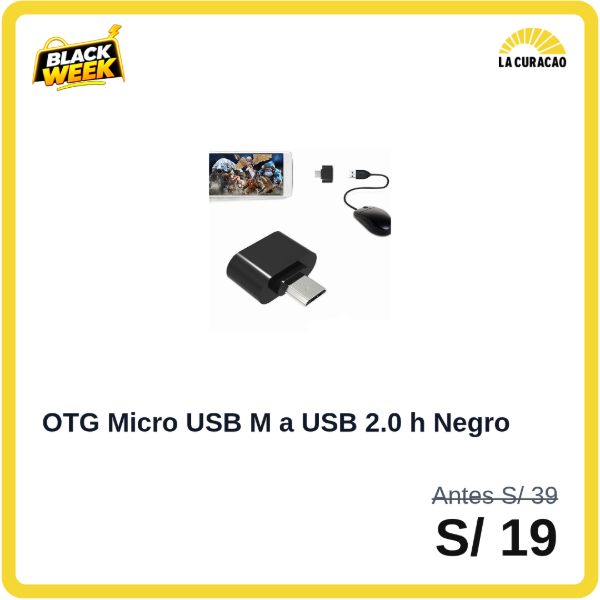 BLACK
WEEK
LA CURACAO
OTG Micro USB M a USB 2.0 h Negro
Antes S/ 39
S/ 19